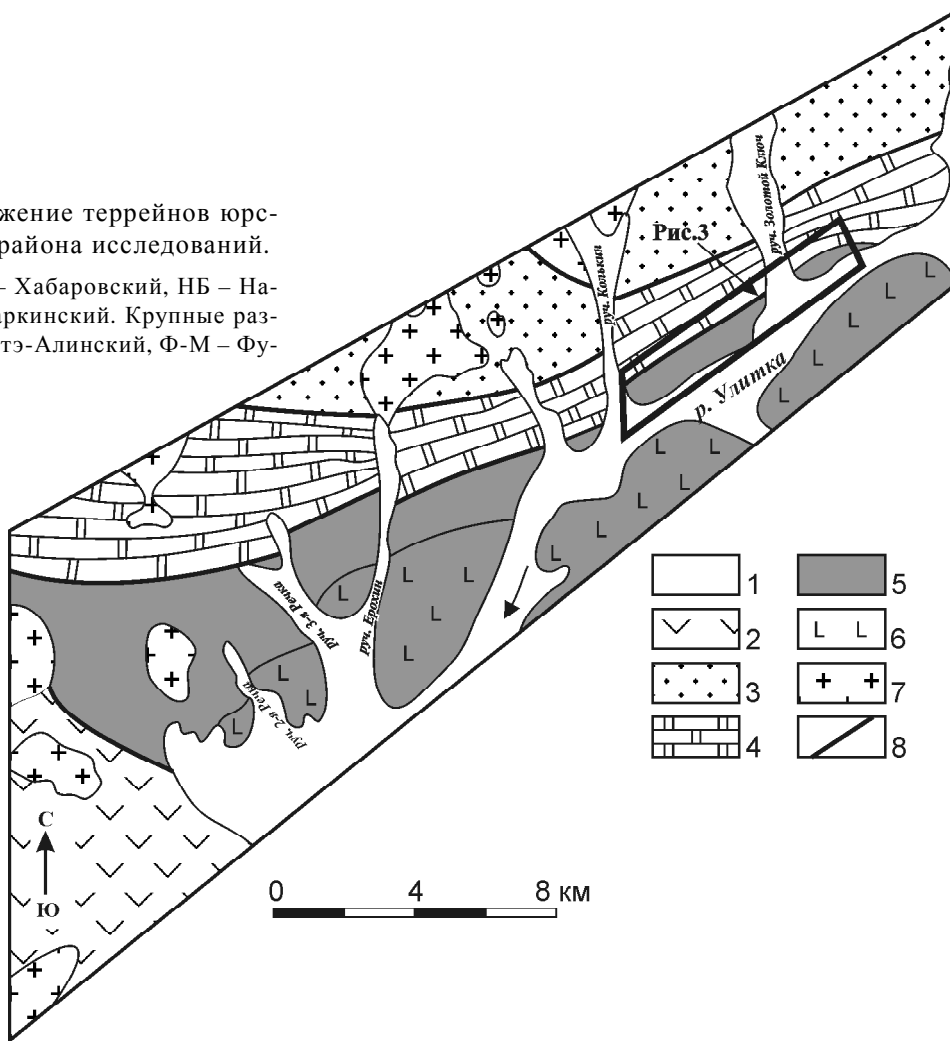 жение террейнов юрс-
района исследований.
– Хабаровский, НБ – На-
аркинский. Крупные раз-
тэ-Алинский, Ф-М – Фу-
Рис.3
руч. Золотой Ключ
руч. Колькин
р. Улитка
руч. 3-я Речка
руч. Ерохин
руч. 2-я Речка
1
2
3
4
5
6
7
8
С
Ю
0 4 8 км